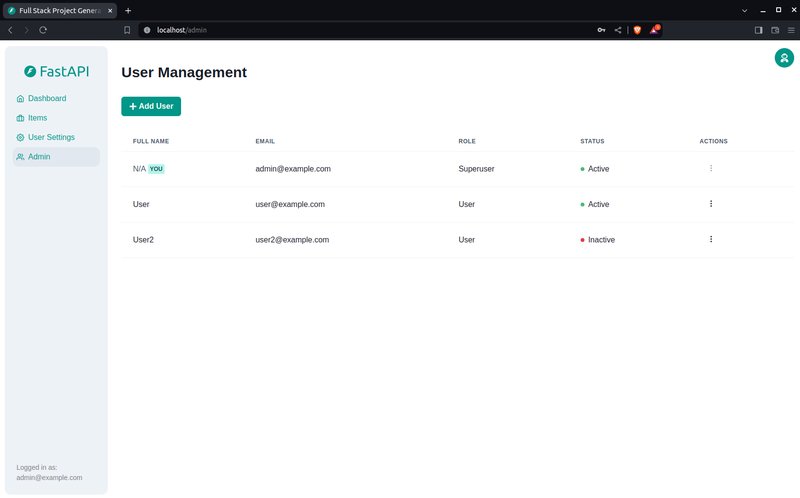 Full Stack Project Genera
localhost/admin
FastAPI
Dashboard
Items
User Settings
Admin
Logged in as:
admin@example.com
User Management
Add User
FULL NAME EMAIL ROLE STATUS ACTIONS
N/A YOU admin@example.com Superuser Active
User user@example.com User Active
User2 user2@example.com User Inactive